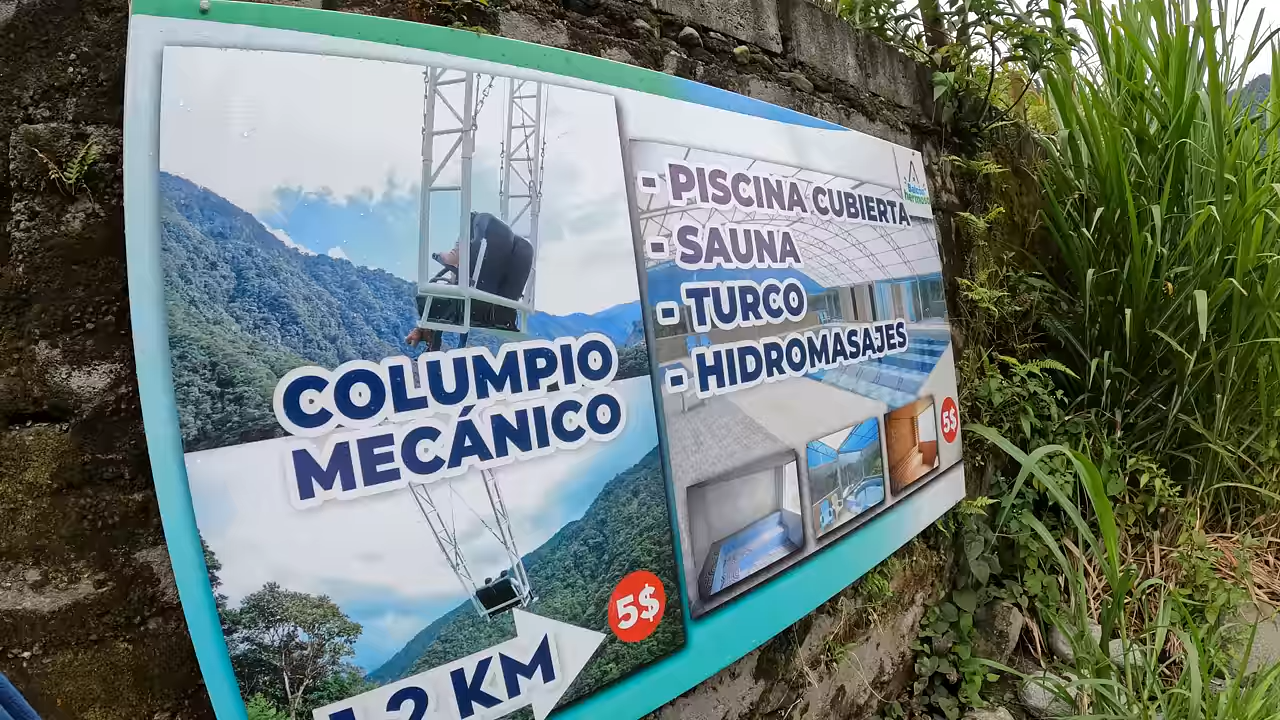 COLUMPIO
MECÁNICO
5$
1.2 KM
- PISCINA CUBIERTA
- SAUNA
- TURCO
- HIDROMASAJES
5$